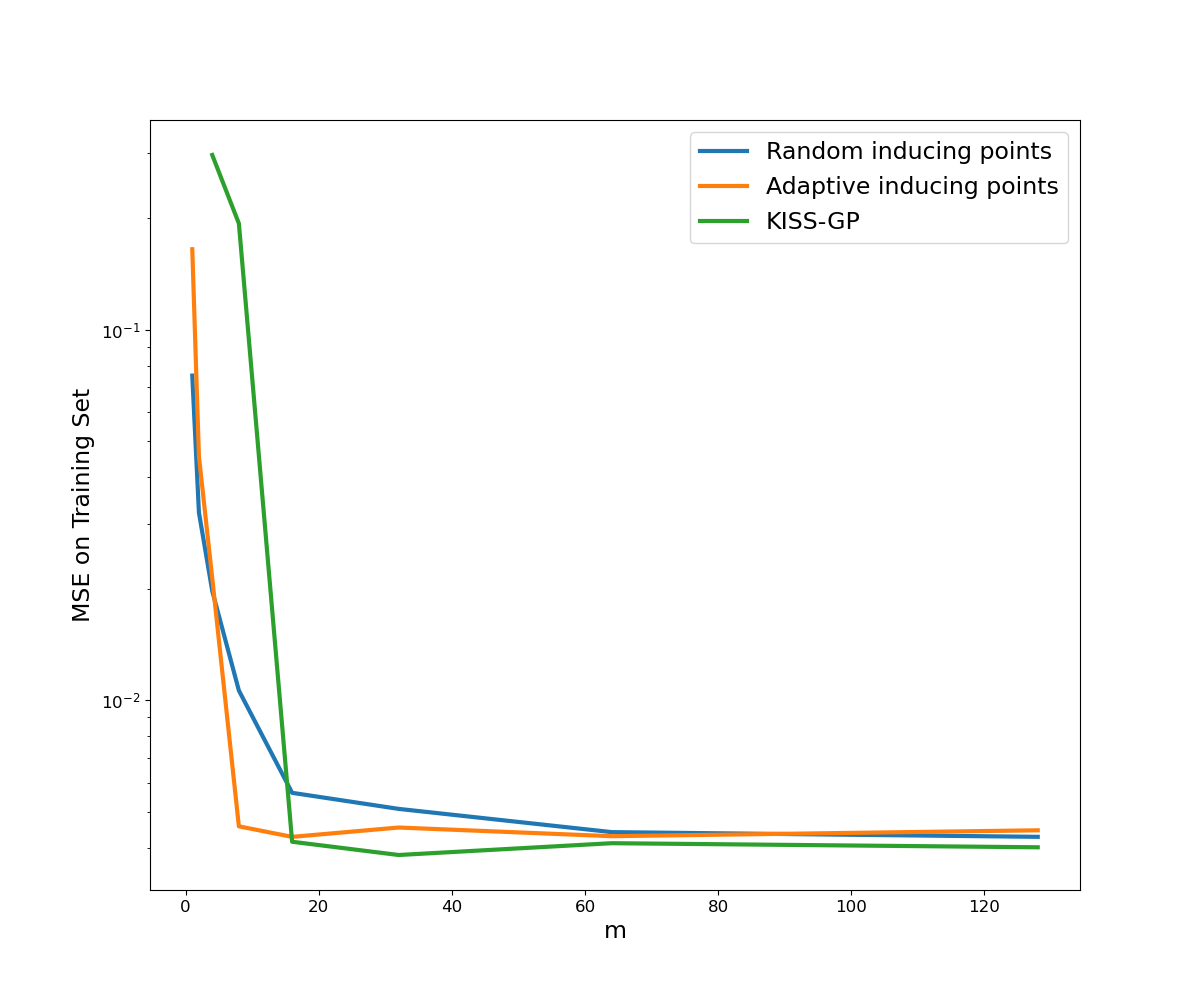 Random inducing points
Adaptive inducing points
KISS-GP
MSE on Training Set
10⁻¹
10⁻²
0 20 40 60 80 100 120
m